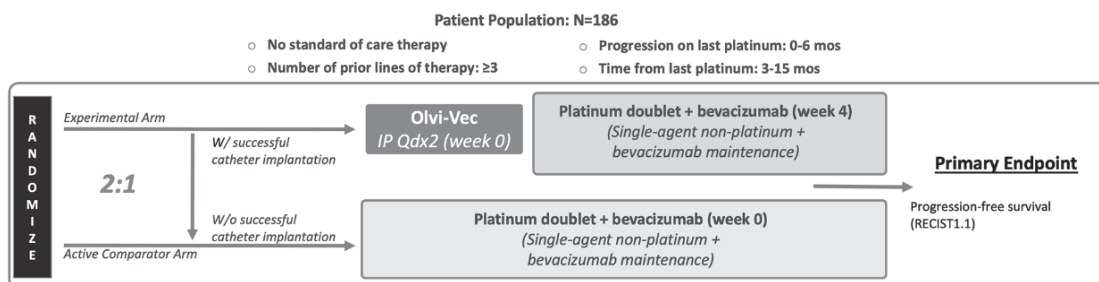 Patient Population: N=186
○ No standard of care therapy
○ Number of prior lines of therapy: ≥3
○ Progression on last platinum: 0-6 mos
○ Time from last platinum: 3-15 mos
RANDOMIZE
Experimental Arm
2:1
W/ successful
catheter implantation
W/o successful
catheter implantation
Active Comparator Arm
Olvi-Vec
IP Qdx2 (week 0)
Platinum doublet + bevacizumab (week 4)
(Single-agent non-platinum +
bevacizumab maintenance)
Platinum doublet + bevacizumab (week 0)
(Single-agent non-platinum +
bevacizumab maintenance)
Primary Endpoint
Progression-free survival
(RECIST1.1)